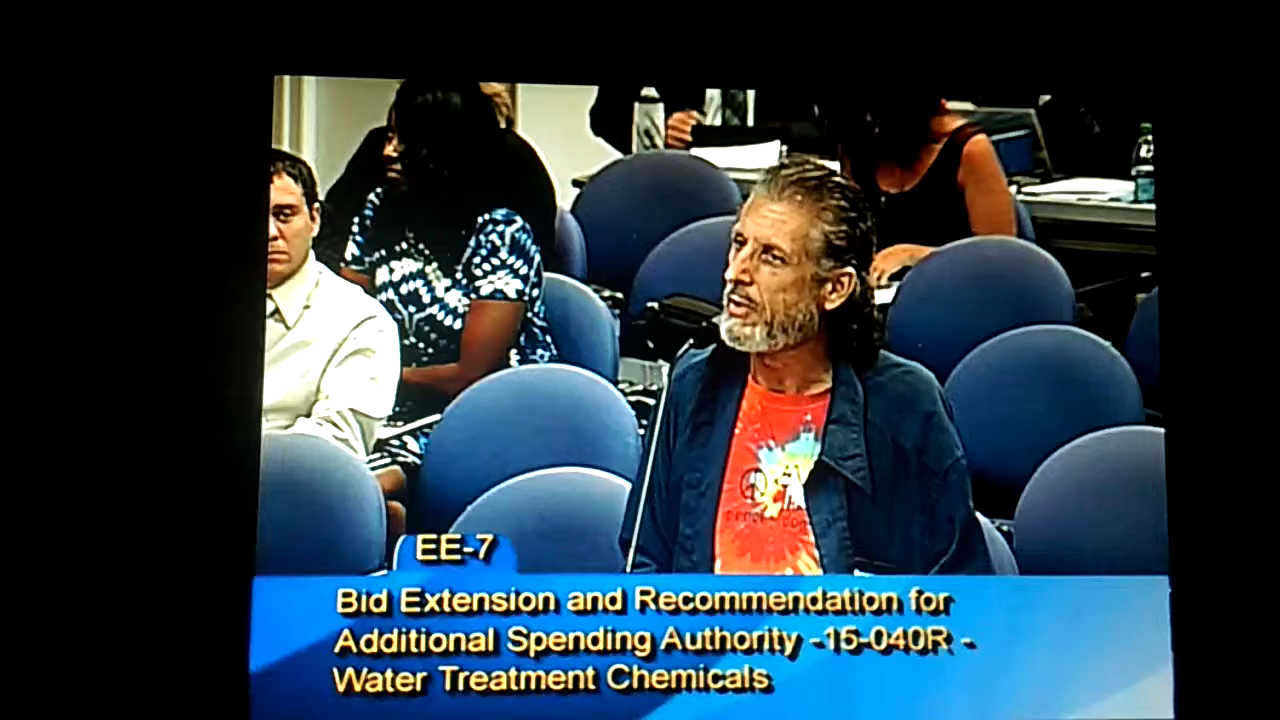 EE-7
Bid Extension and Recommendation for
Additional Spending Authority -15-040R -
Water Treatment Chemicals